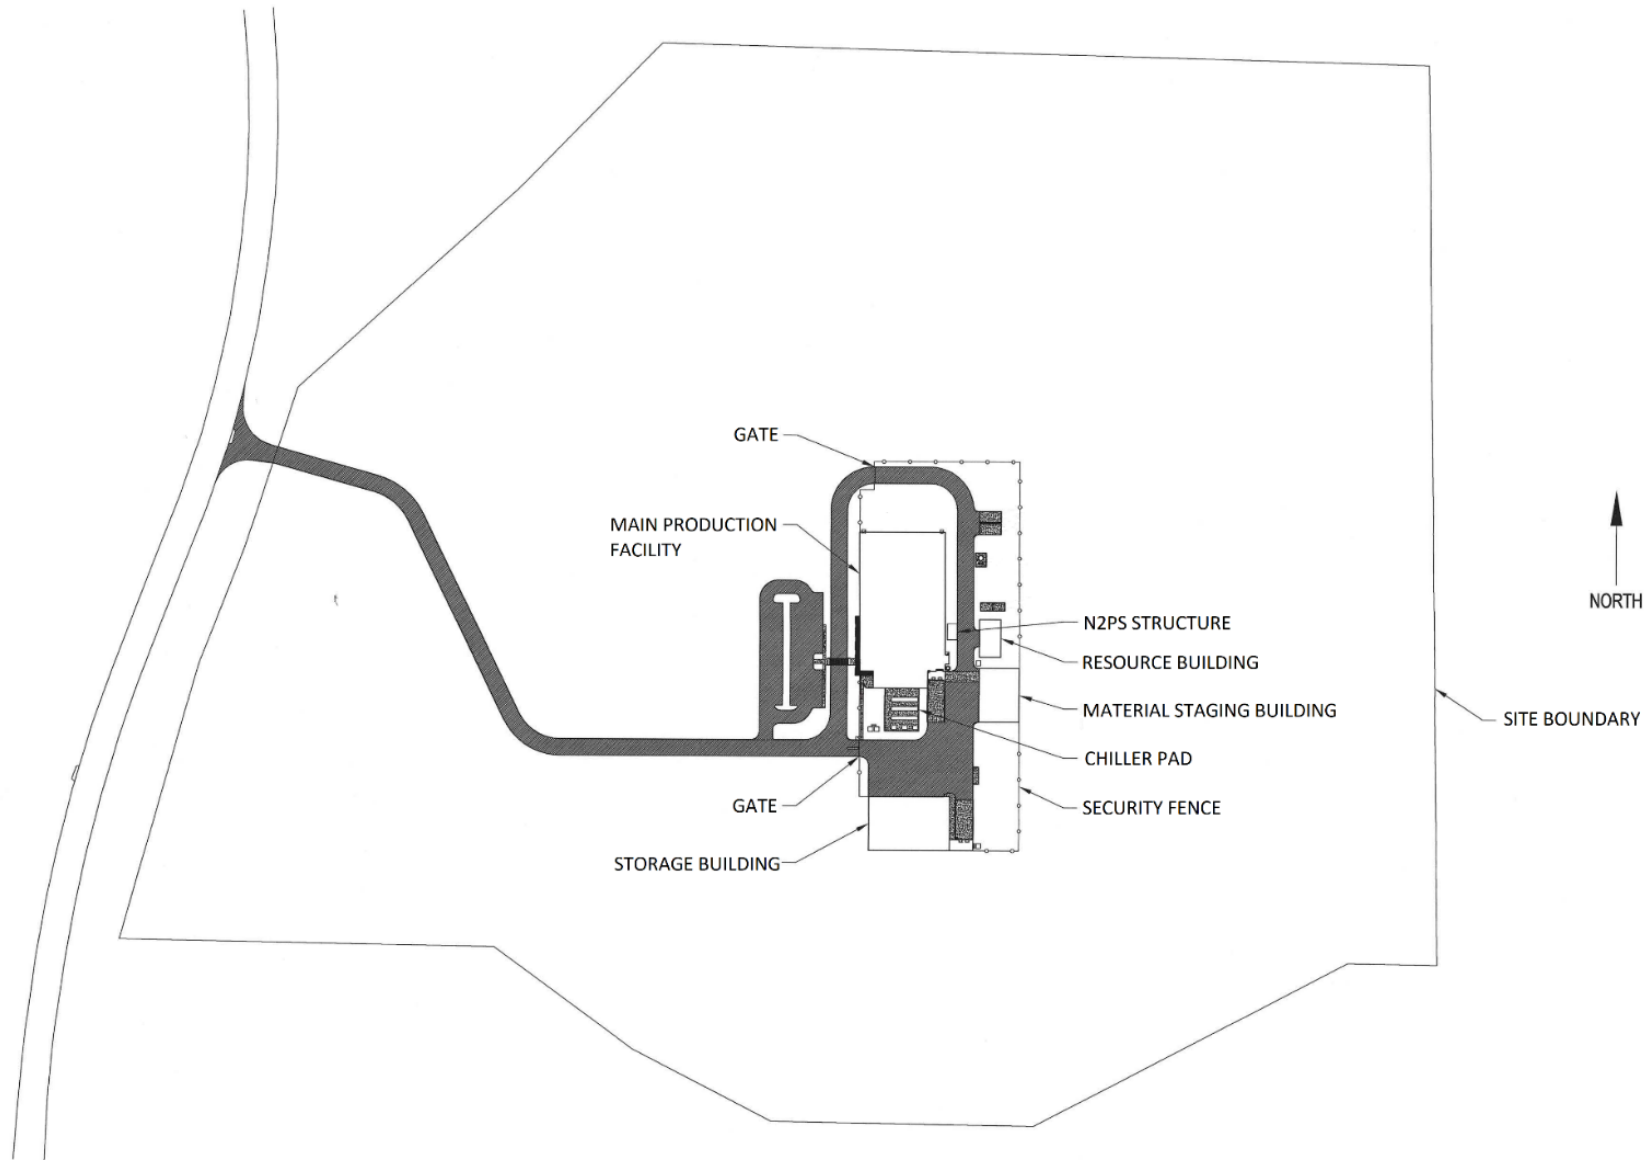 GATE
MAIN PRODUCTION
FACILITY
NORTH
N2PS STRUCTURE
RESOURCE BUILDING
MATERIAL STAGING BUILDING
SITE BOUNDARY
CHILLER PAD
GATE
SECURITY FENCE
STORAGE BUILDING